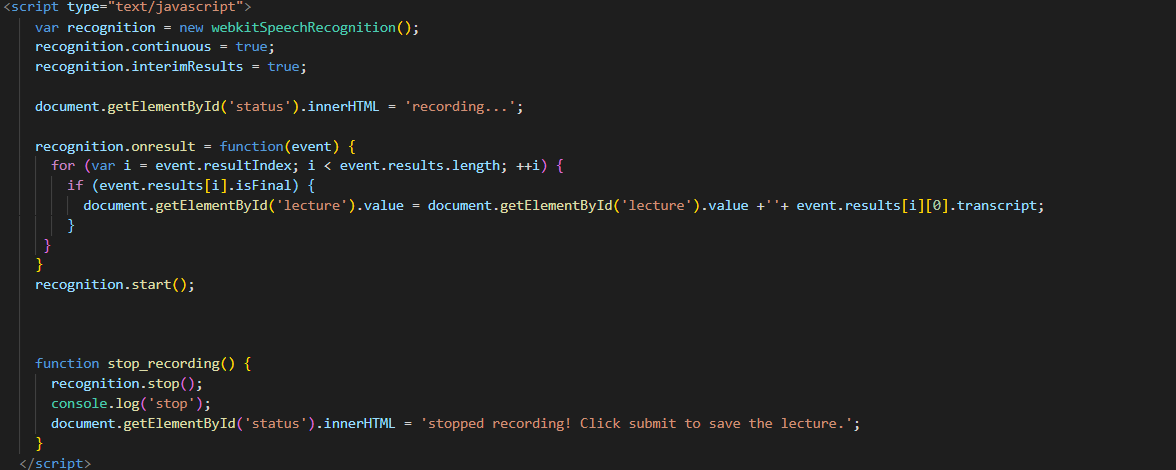 <script type="text/javascript">
var recognition = new webkitSpeechRecognition();
recognition.continuous = true;
recognition.interimResults = true;
document.getElementById('status').innerHTML = 'recording...';
recognition.onresult = function(event) {
for (var i = event.resultIndex; i < event.results.length; ++i) {
if (event.results[i].isFinal) {
document.getElementById('lecture').value = document.getElementById('lecture').value +''+ event.results[i][0].transcript;
}
}
}
recognition.start();
function stop_recording() {
recognition.stop();
console.log('stop');
document.getElementById('status').innerHTML = 'stopped recording! Click submit to save the lecture.';
}
</script>